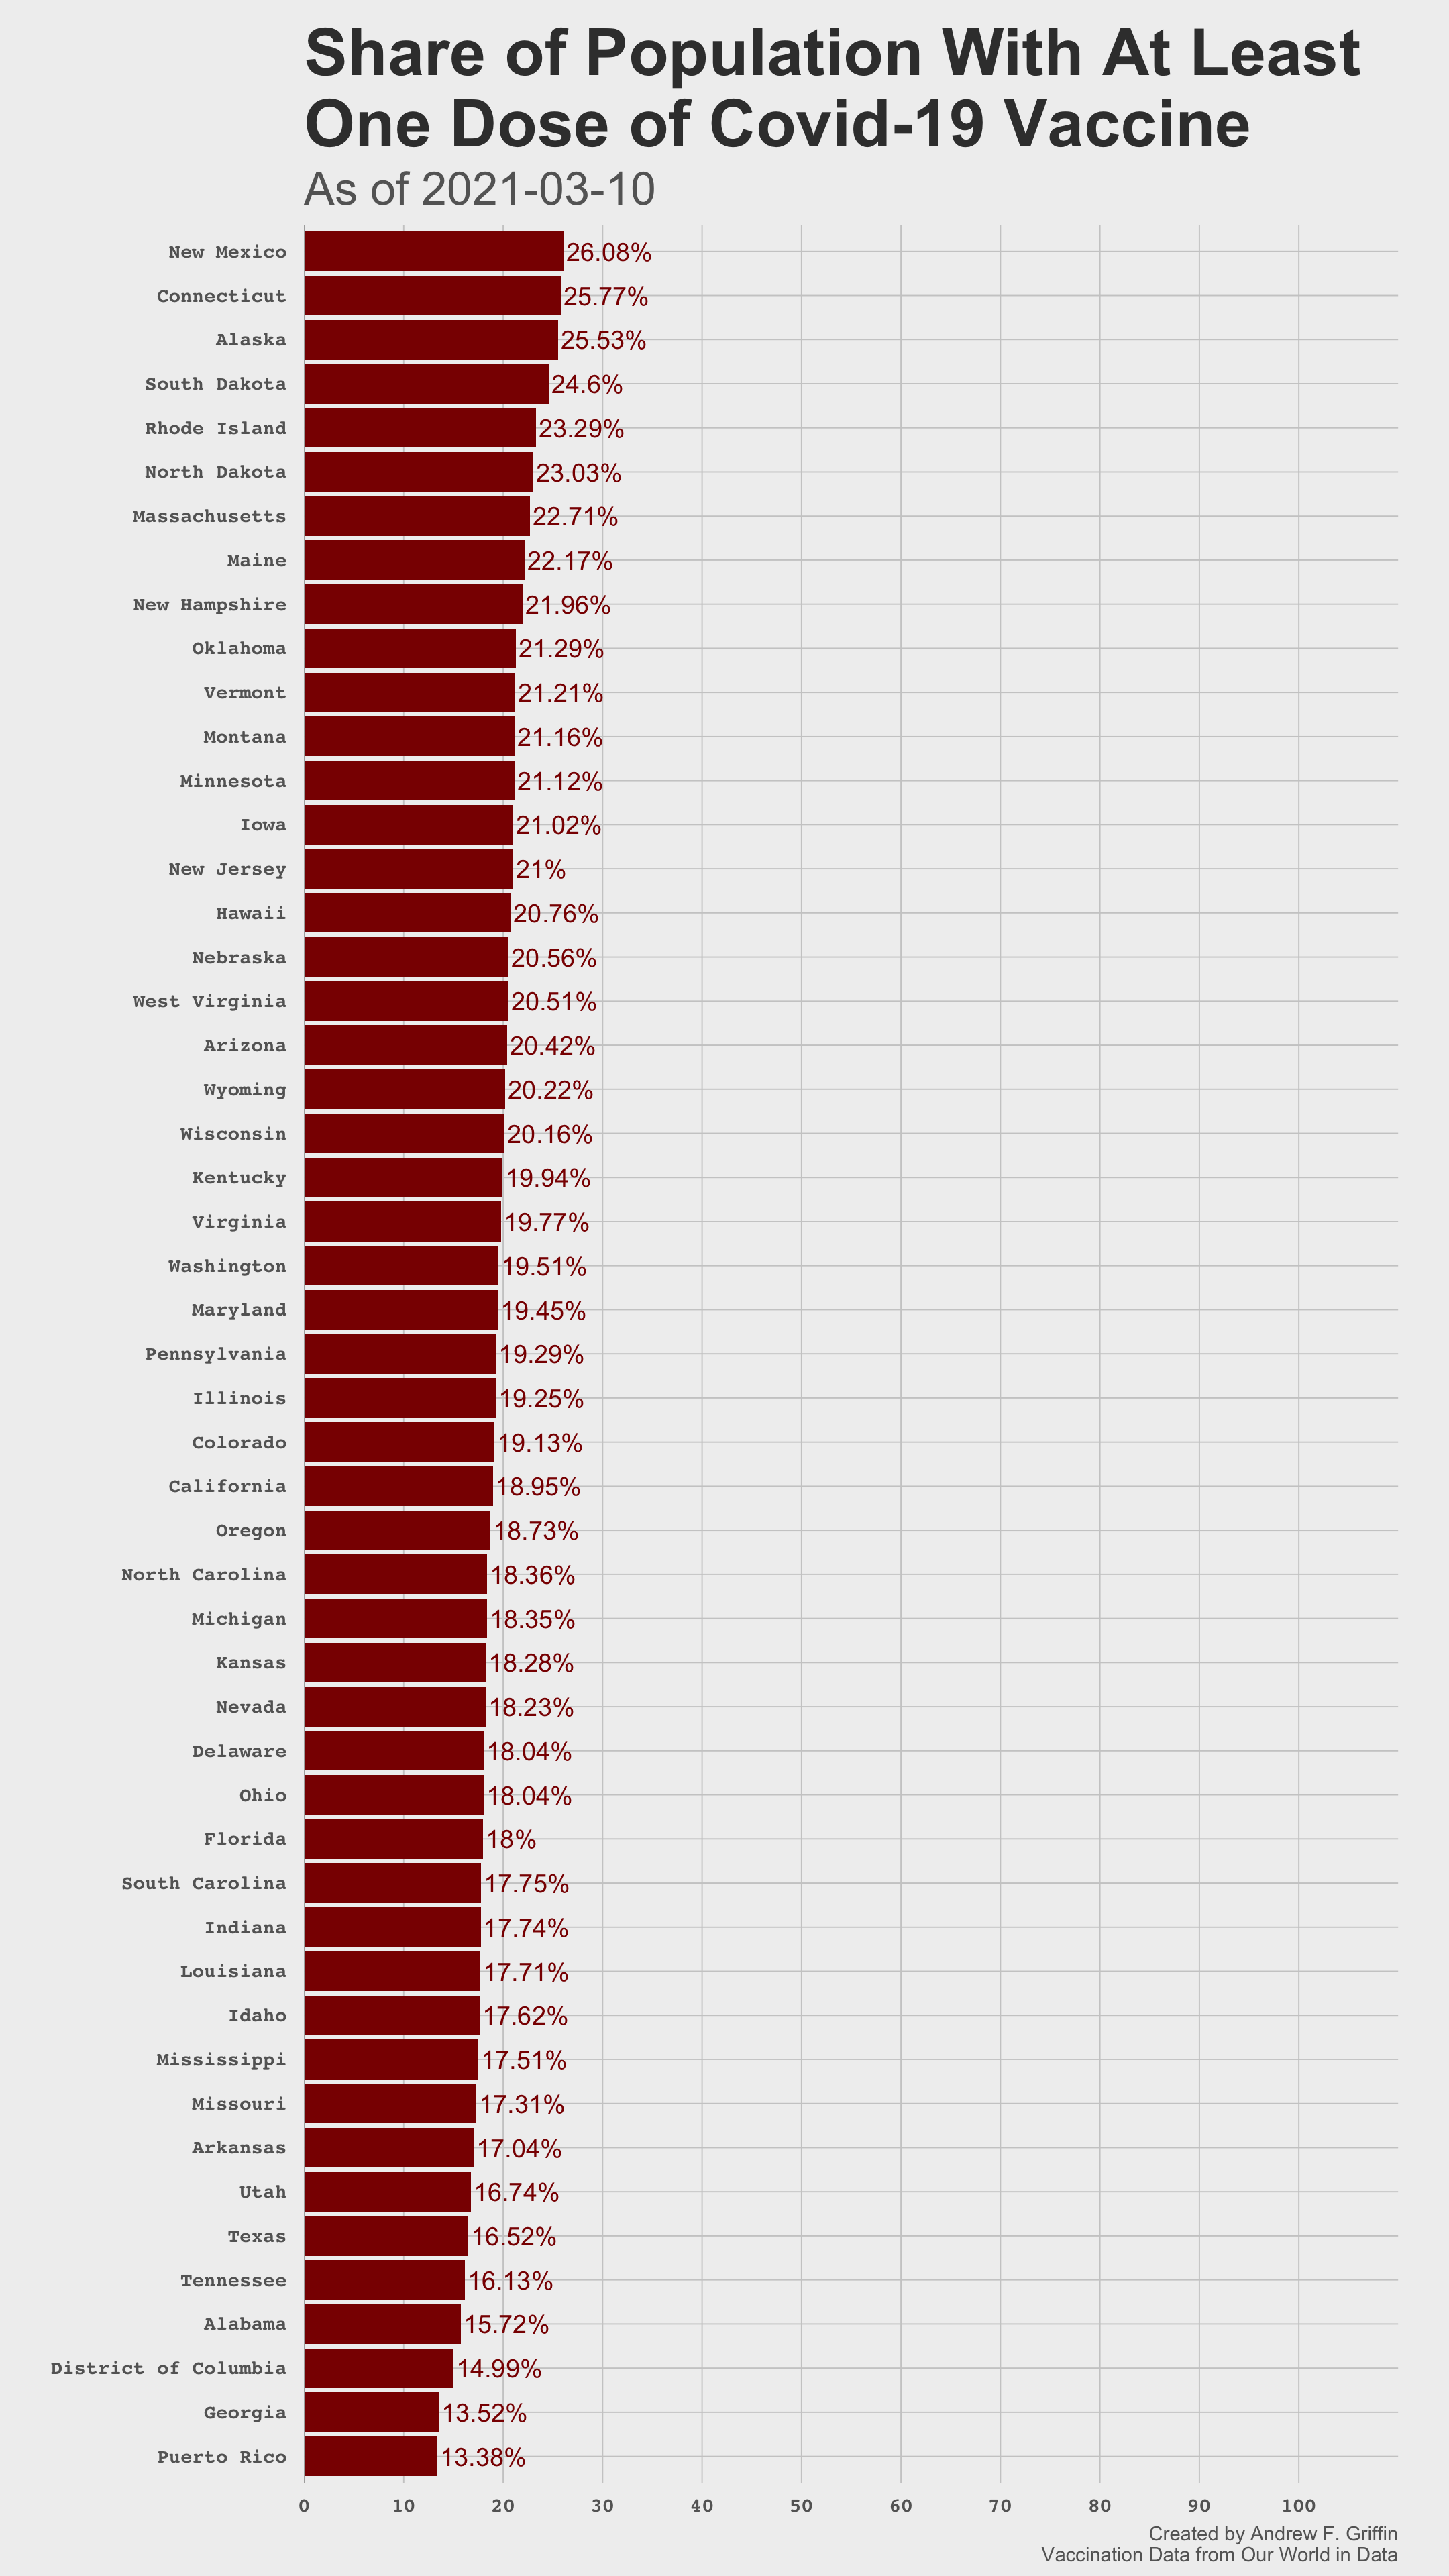 Share of Population With At Least
One Dose of Covid-19 Vaccine
As of 2021-03-10
New Mexico 26.08%
Connecticut 25.77%
Alaska 25.53%
South Dakota 24.6%
Rhode Island 23.29%
North Dakota 23.03%
Massachusetts 22.71%
Maine 22.17%
New Hampshire 21.96%
Oklahoma 21.29%
Vermont 21.21%
Montana 21.16%
Minnesota 21.12%
Iowa 21.02%
New Jersey 21%
Hawaii 20.76%
Nebraska 20.56%
West Virginia 20.51%
Arizona 20.42%
Wyoming 20.22%
Wisconsin 20.16%
Kentucky 19.94%
Virginia 19.77%
Washington 19.51%
Maryland 19.45%
Pennsylvania 19.29%
Illinois 19.25%
Colorado 19.13%
California 18.95%
Oregon 18.73%
North Carolina 18.36%
Michigan 18.35%
Kansas 18.28%
Nevada 18.23%
Delaware 18.04%
Ohio 18.04%
Florida 18%
South Carolina 17.75%
Indiana 17.74%
Louisiana 17.71%
Idaho 17.62%
Mississippi 17.51%
Missouri 17.31%
Arkansas 17.04%
Utah 16.74%
Texas 16.52%
Tennessee 16.13%
Alabama 15.72%
District of Columbia 14.99%
Georgia 13.52%
Puerto Rico 13.38%
0 10 20 30 40 50 60 70 80 90 100
Created by Andrew F. Griffin
Vaccination Data from Our World in Data